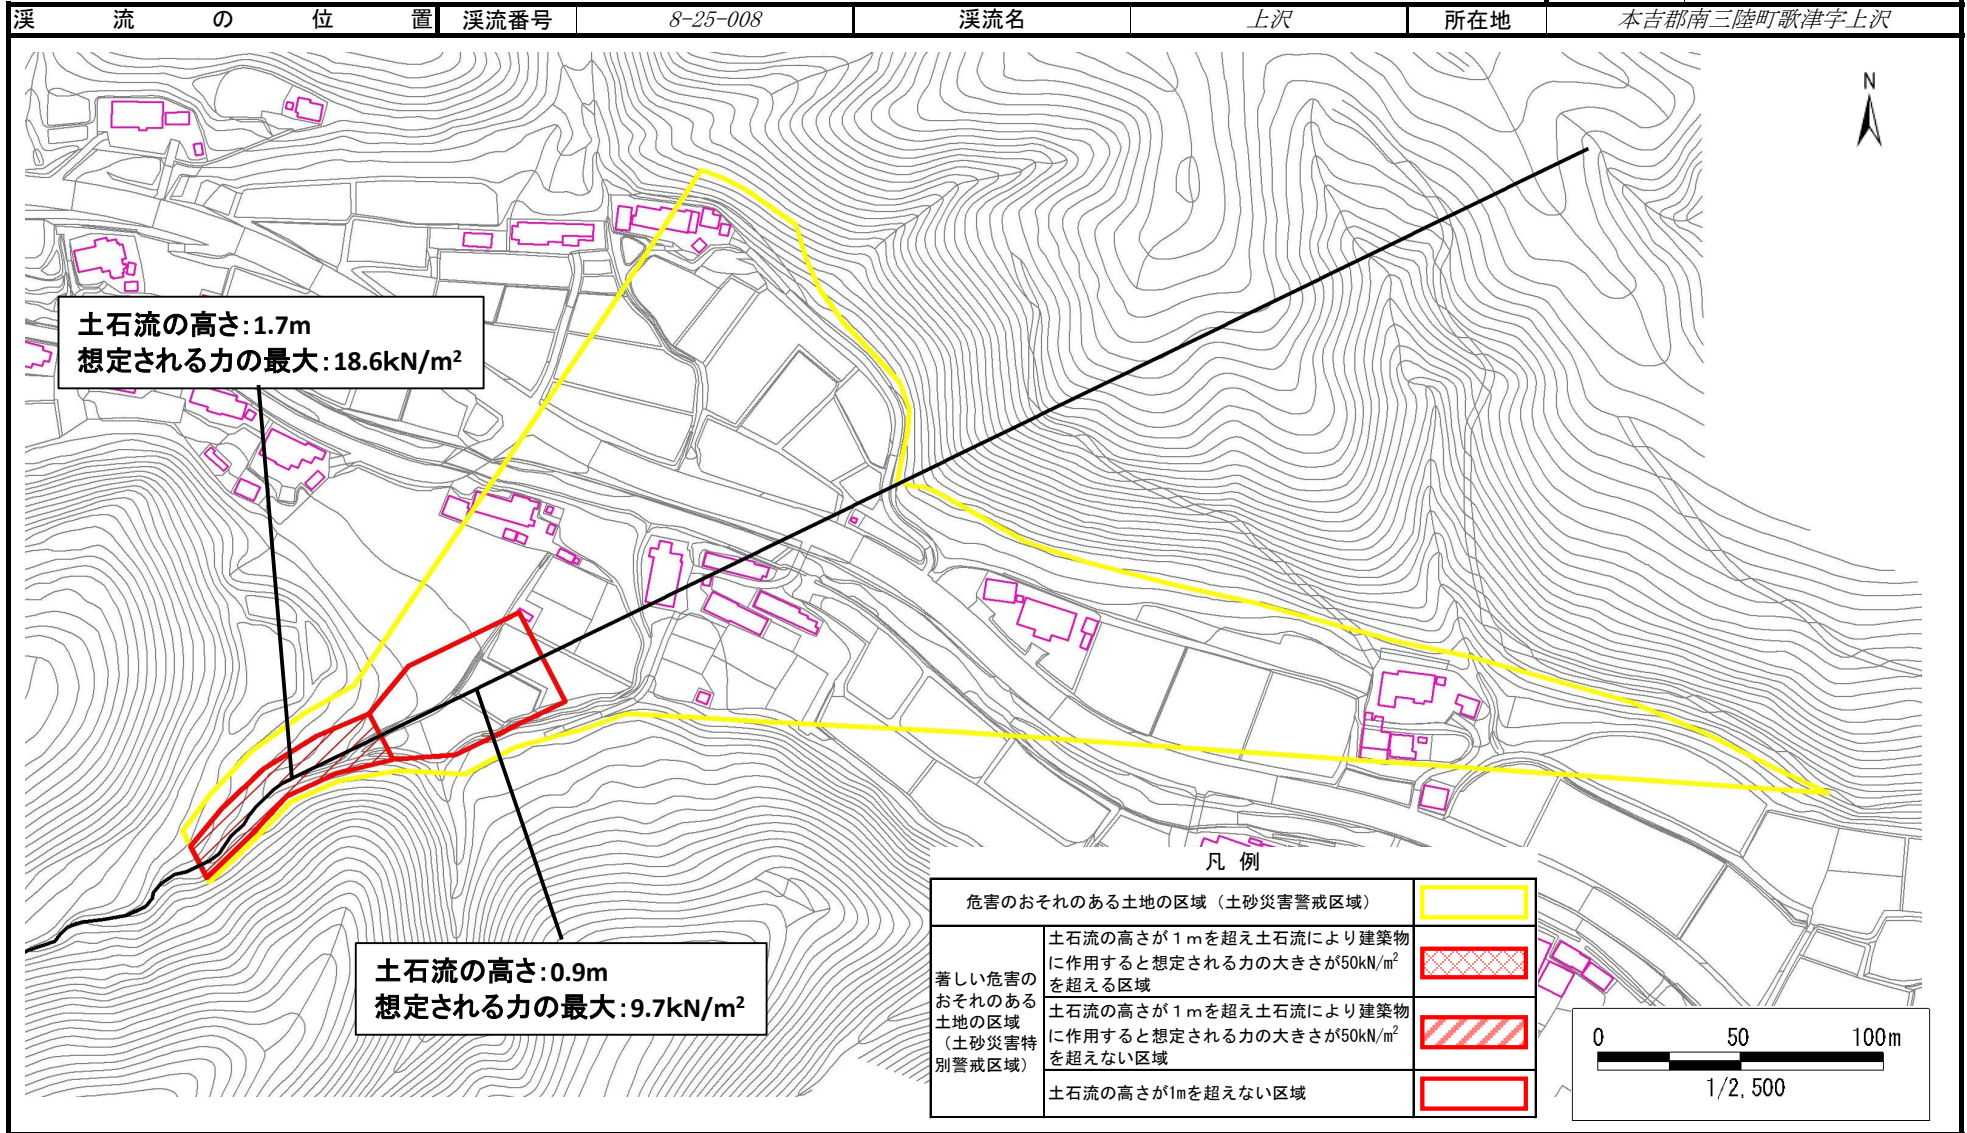 渓流の位置 渓流番号 8-25-008 渓流名 上沢 所在地 本吉郡南三陸町歌津字上沢
N
土石流の高さ:1.7m
想定される力の最大:18.6kN/m²
土石流の高さ:0.9m
想定される力の最大:9.7kN/m²
凡 例
危害のおそれのある土地の区域（土砂災害警戒区域）
著しい危害の
おそれのある
土地の区域
（土砂災害特
別警戒区域）
土石流の高さが１ｍを超え土石流により建築物
に作用すると想定される力の大きさが50kN/m²
を超える区域
土石流の高さが１ｍを超え土石流により建築物
に作用すると想定される力の大きさが50kN/m²
を超えない区域
土石流の高さが1mを超えない区域
0 50 100m
1/2,500